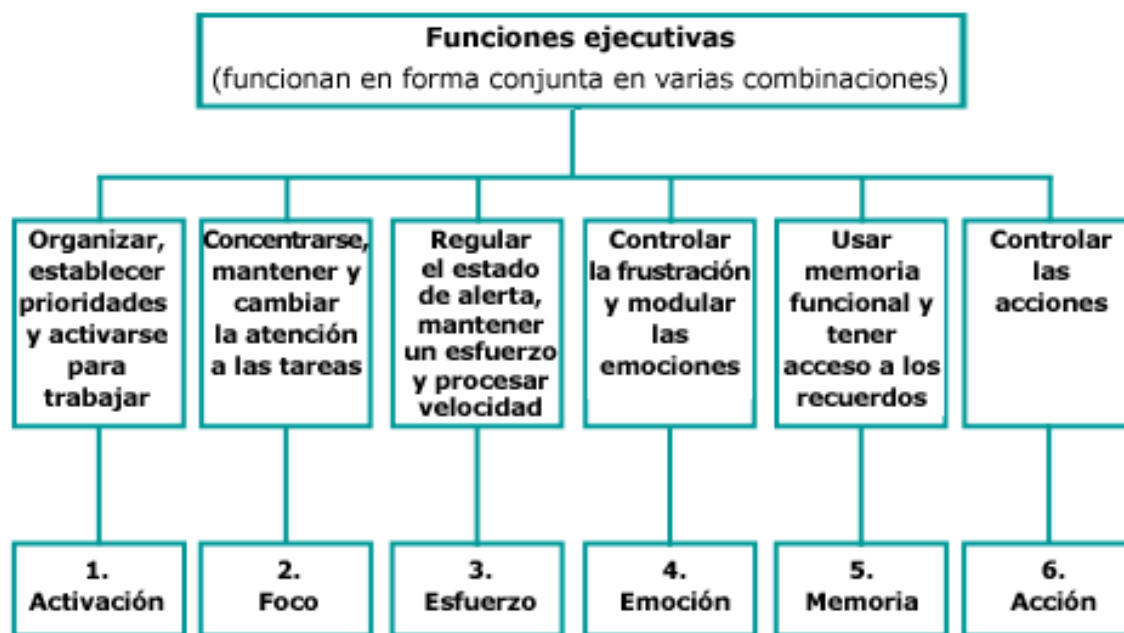 Funciones ejecutivas
(funcionan en forma conjunta en varias combinaciones)
Organizar,
establecer
prioridades
y activarse
para
trabajar
Concentrarse,
mantener y
cambiar
la atención
a las tareas
Regular
el estado
de alerta,
mantener
un esfuerzo
y procesar
velocidad
Controlar
la frustración
y modular
las
emociones
Usar
memoria
funcional y
tener
acceso a los
recuerdos
Controlar
las
acciones
1.
Activación
2.
Foco
3.
Esfuerzo
4.
Emoción
5.
Memoria
6.
Acción